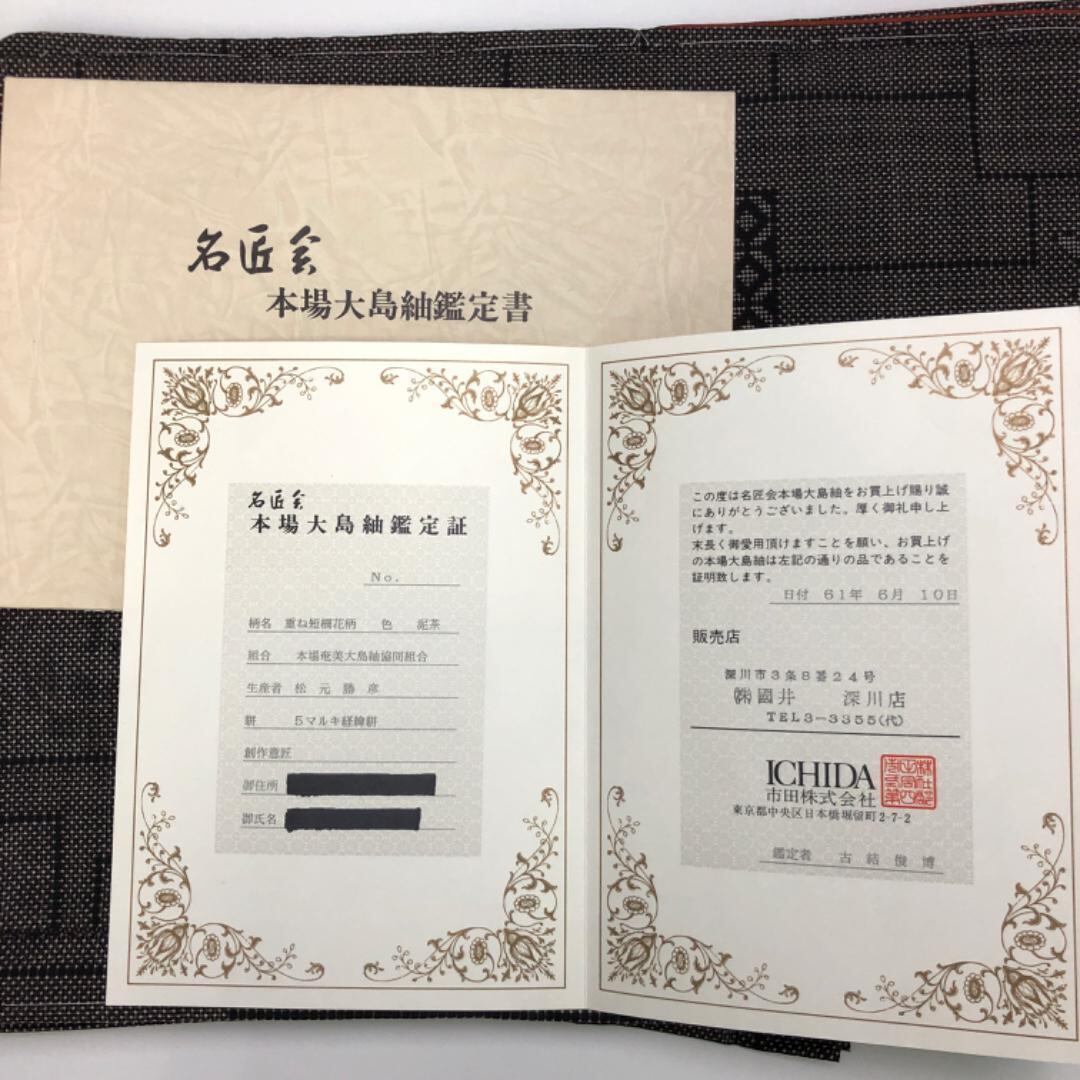 名匠会
本場大島紬鑑定書
名匠会
本場大島紬鑑定証
No.
柄名 重ね短冊花柄 色 泥茶
組合 本場奄美大島紬協同組合
生産者 松元勝彦
絣 5マルキ経緯絣
創作意匠
御住所
御氏名
この度は名匠会本場大島紬をお買上げ賜り誠
にありがとうございました。厚く御礼申し上
げます。
末長く御愛用頂けますことを願い、お買上げ
の本場大島紬は左記の通りの品であることを
証明致します。
日付 61年 6月 10日
販売店
深川市3条8番24号
㈱國井 深川店
TEL3-3355(代)
ICHIDA
市田株式会社
東京都中央区日本橋堀留町2-7-2
鑑定者 古結俊博